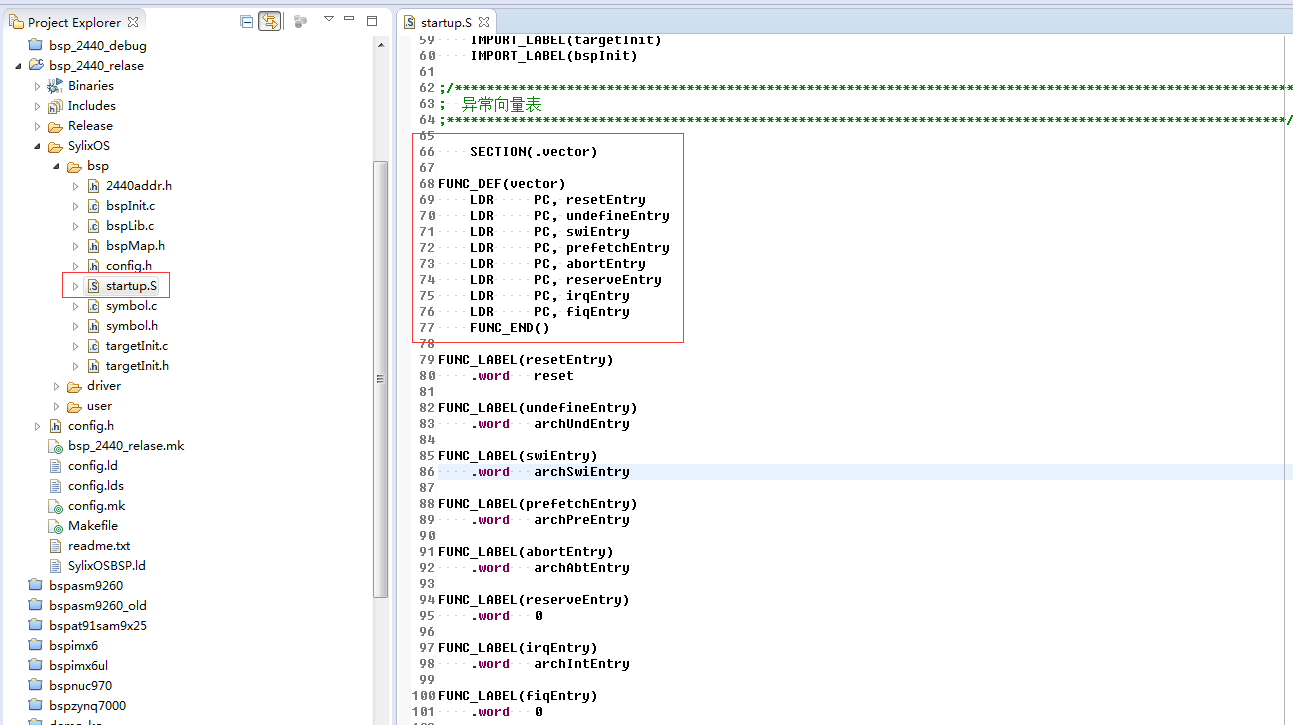 Project Explorer
bsp_2440_debug
bsp_2440_relase
Binaries
Includes
Release
SylixOS
bsp
2440addr.h
bspInit.c
bspLib.c
bspMap.h
config.h
startup.S
symbol.c
symbol.h
targetInit.c
targetInit.h
driver
user
config.h
bsp_2440_relase.mk
config.ld
config.lds
config.mk
Makefile
readme.txt
SylixOSBSP.ld
bspasm9260
bspasm9260_old
bspat91sam9x25
bspimx6
bspimx6ul
bspnuc970
bspzynq7000
startup.S
59 IMPORT_LABEL(targetInit)
60 IMPORT_LABEL(bspInit)
61
62 ;/*********************************************************************************************************
63 ; 异常向量表
64 ;*********************************************************************************************************/
65
66 SECTION(.vector)
67
68 FUNC_DEF(vector)
69 LDR PC, resetEntry
70 LDR PC, undefineEntry
71 LDR PC, swiEntry
72 LDR PC, prefetchEntry
73 LDR PC, abortEntry
74 LDR PC, reserveEntry
75 LDR PC, irqEntry
76 LDR PC, fiqEntry
77 FUNC_END()
78
79 FUNC_LABEL(resetEntry)
80 .word reset
81
82 FUNC_LABEL(undefineEntry)
83 .word archUndEntry
84
85 FUNC_LABEL(swiEntry)
86 .word archSwiEntry
87
88 FUNC_LABEL(prefetchEntry)
89 .word archPreEntry
90
91 FUNC_LABEL(abortEntry)
92 .word archAbtEntry
93
94 FUNC_LABEL(reserveEntry)
95 .word 0
96
97 FUNC_LABEL(irqEntry)
98 .word archIntEntry
99
100 FUNC_LABEL(fiqEntry)
101 .word 0